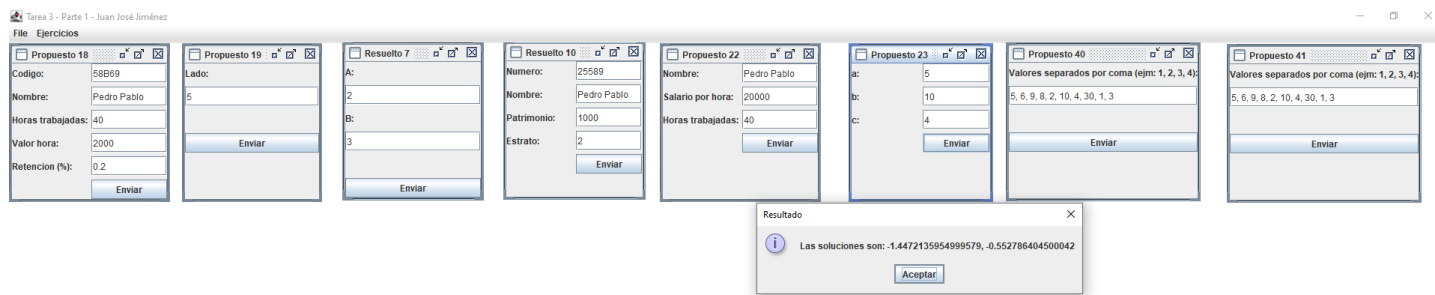 Tarea 3 - Parte 1 - Juan José Jiménez
File Ejercicios
Propuesto 18
Codigo: 58B69
Nombre: Pedro Pablo
Horas trabajadas: 40
Valor hora: 2000
Retencion (%): 0.2
Enviar
Propuesto 19
Lado:
5
Enviar
Resuelto 7
A:
2
B:
3
Enviar
Resuelto 10
Numero: 25589
Nombre: Pedro Pablo
Patrimonio: 1000
Estrato: 2
Enviar
Propuesto 22
Nombre: Pedro Pablo
Salario por hora: 20000
Horas trabajadas: 40
Enviar
Propuesto 23
a: 5
b: 10
c: 4
Enviar
Propuesto 40
Valores separados por coma (ejm: 1, 2, 3, 4):
5, 6, 9, 8, 2, 10, 4, 30, 1, 3
Enviar
Propuesto 41
Valores separados por coma (ejm: 1, 2, 3, 4):
5, 6, 9, 8, 2, 10, 4, 30, 1, 3
Enviar
Resultado
Las soluciones son: -1.4472135954999579, -0.552786404500042
Aceptar